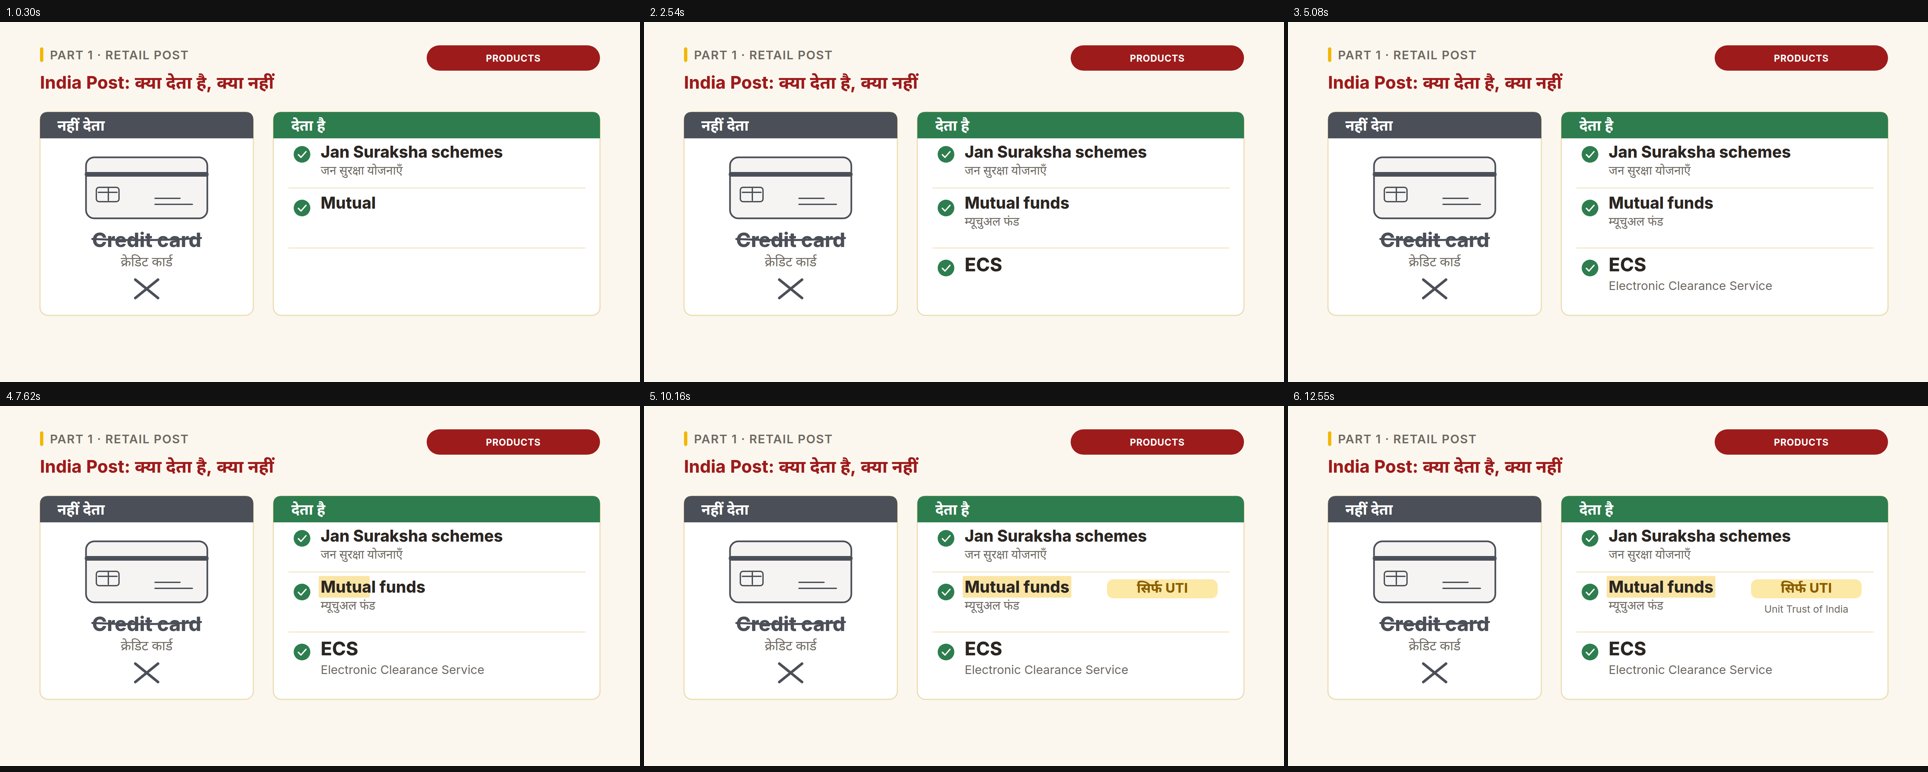 1. 0.30s
PART 1 · RETAIL POST
PRODUCTS
India Post: क्या देता है, क्या नहीं
नहीं देता
Credit card
क्रेडिट कार्ड
देता है
Jan Suraksha schemes
जन सुरक्षा योजनाएँ
Mutual
2. 2.54s
PART 1 · RETAIL POST
PRODUCTS
India Post: क्या देता है, क्या नहीं
नहीं देता
Credit card
क्रेडिट कार्ड
देता है
Jan Suraksha schemes
जन सुरक्षा योजनाएँ
Mutual funds
म्यूचुअल फंड
ECS
3. 5.08s
PART 1 · RETAIL POST
PRODUCTS
India Post: क्या देता है, क्या नहीं
नहीं देता
Credit card
क्रेडिट कार्ड
देता है
Jan Suraksha schemes
जन सुरक्षा योजनाएँ
Mutual funds
म्यूचुअल फंड
ECS
Electronic Clearance Service
4. 7.62s
PART 1 · RETAIL POST
PRODUCTS
India Post: क्या देता है, क्या नहीं
नहीं देता
Credit card
क्रेडिट कार्ड
देता है
Jan Suraksha schemes
जन सुरक्षा योजनाएँ
Mutual funds
म्यूचुअल फंड
ECS
Electronic Clearance Service
5. 10.16s
PART 1 · RETAIL POST
PRODUCTS
India Post: क्या देता है, क्या नहीं
नहीं देता
Credit card
क्रेडिट कार्ड
देता है
Jan Suraksha schemes
जन सुरक्षा योजनाएँ
Mutual funds
म्यूचुअल फंड
सिर्फ UTI
ECS
Electronic Clearance Service
6. 12.55s
PART 1 · RETAIL POST
PRODUCTS
India Post: क्या देता है, क्या नहीं
नहीं देता
Credit card
क्रेडिट कार्ड
देता है
Jan Suraksha schemes
जन सुरक्षा योजनाएँ
Mutual funds
म्यूचुअल फंड
सिर्फ UTI
Unit Trust of India
ECS
Electronic Clearance Service